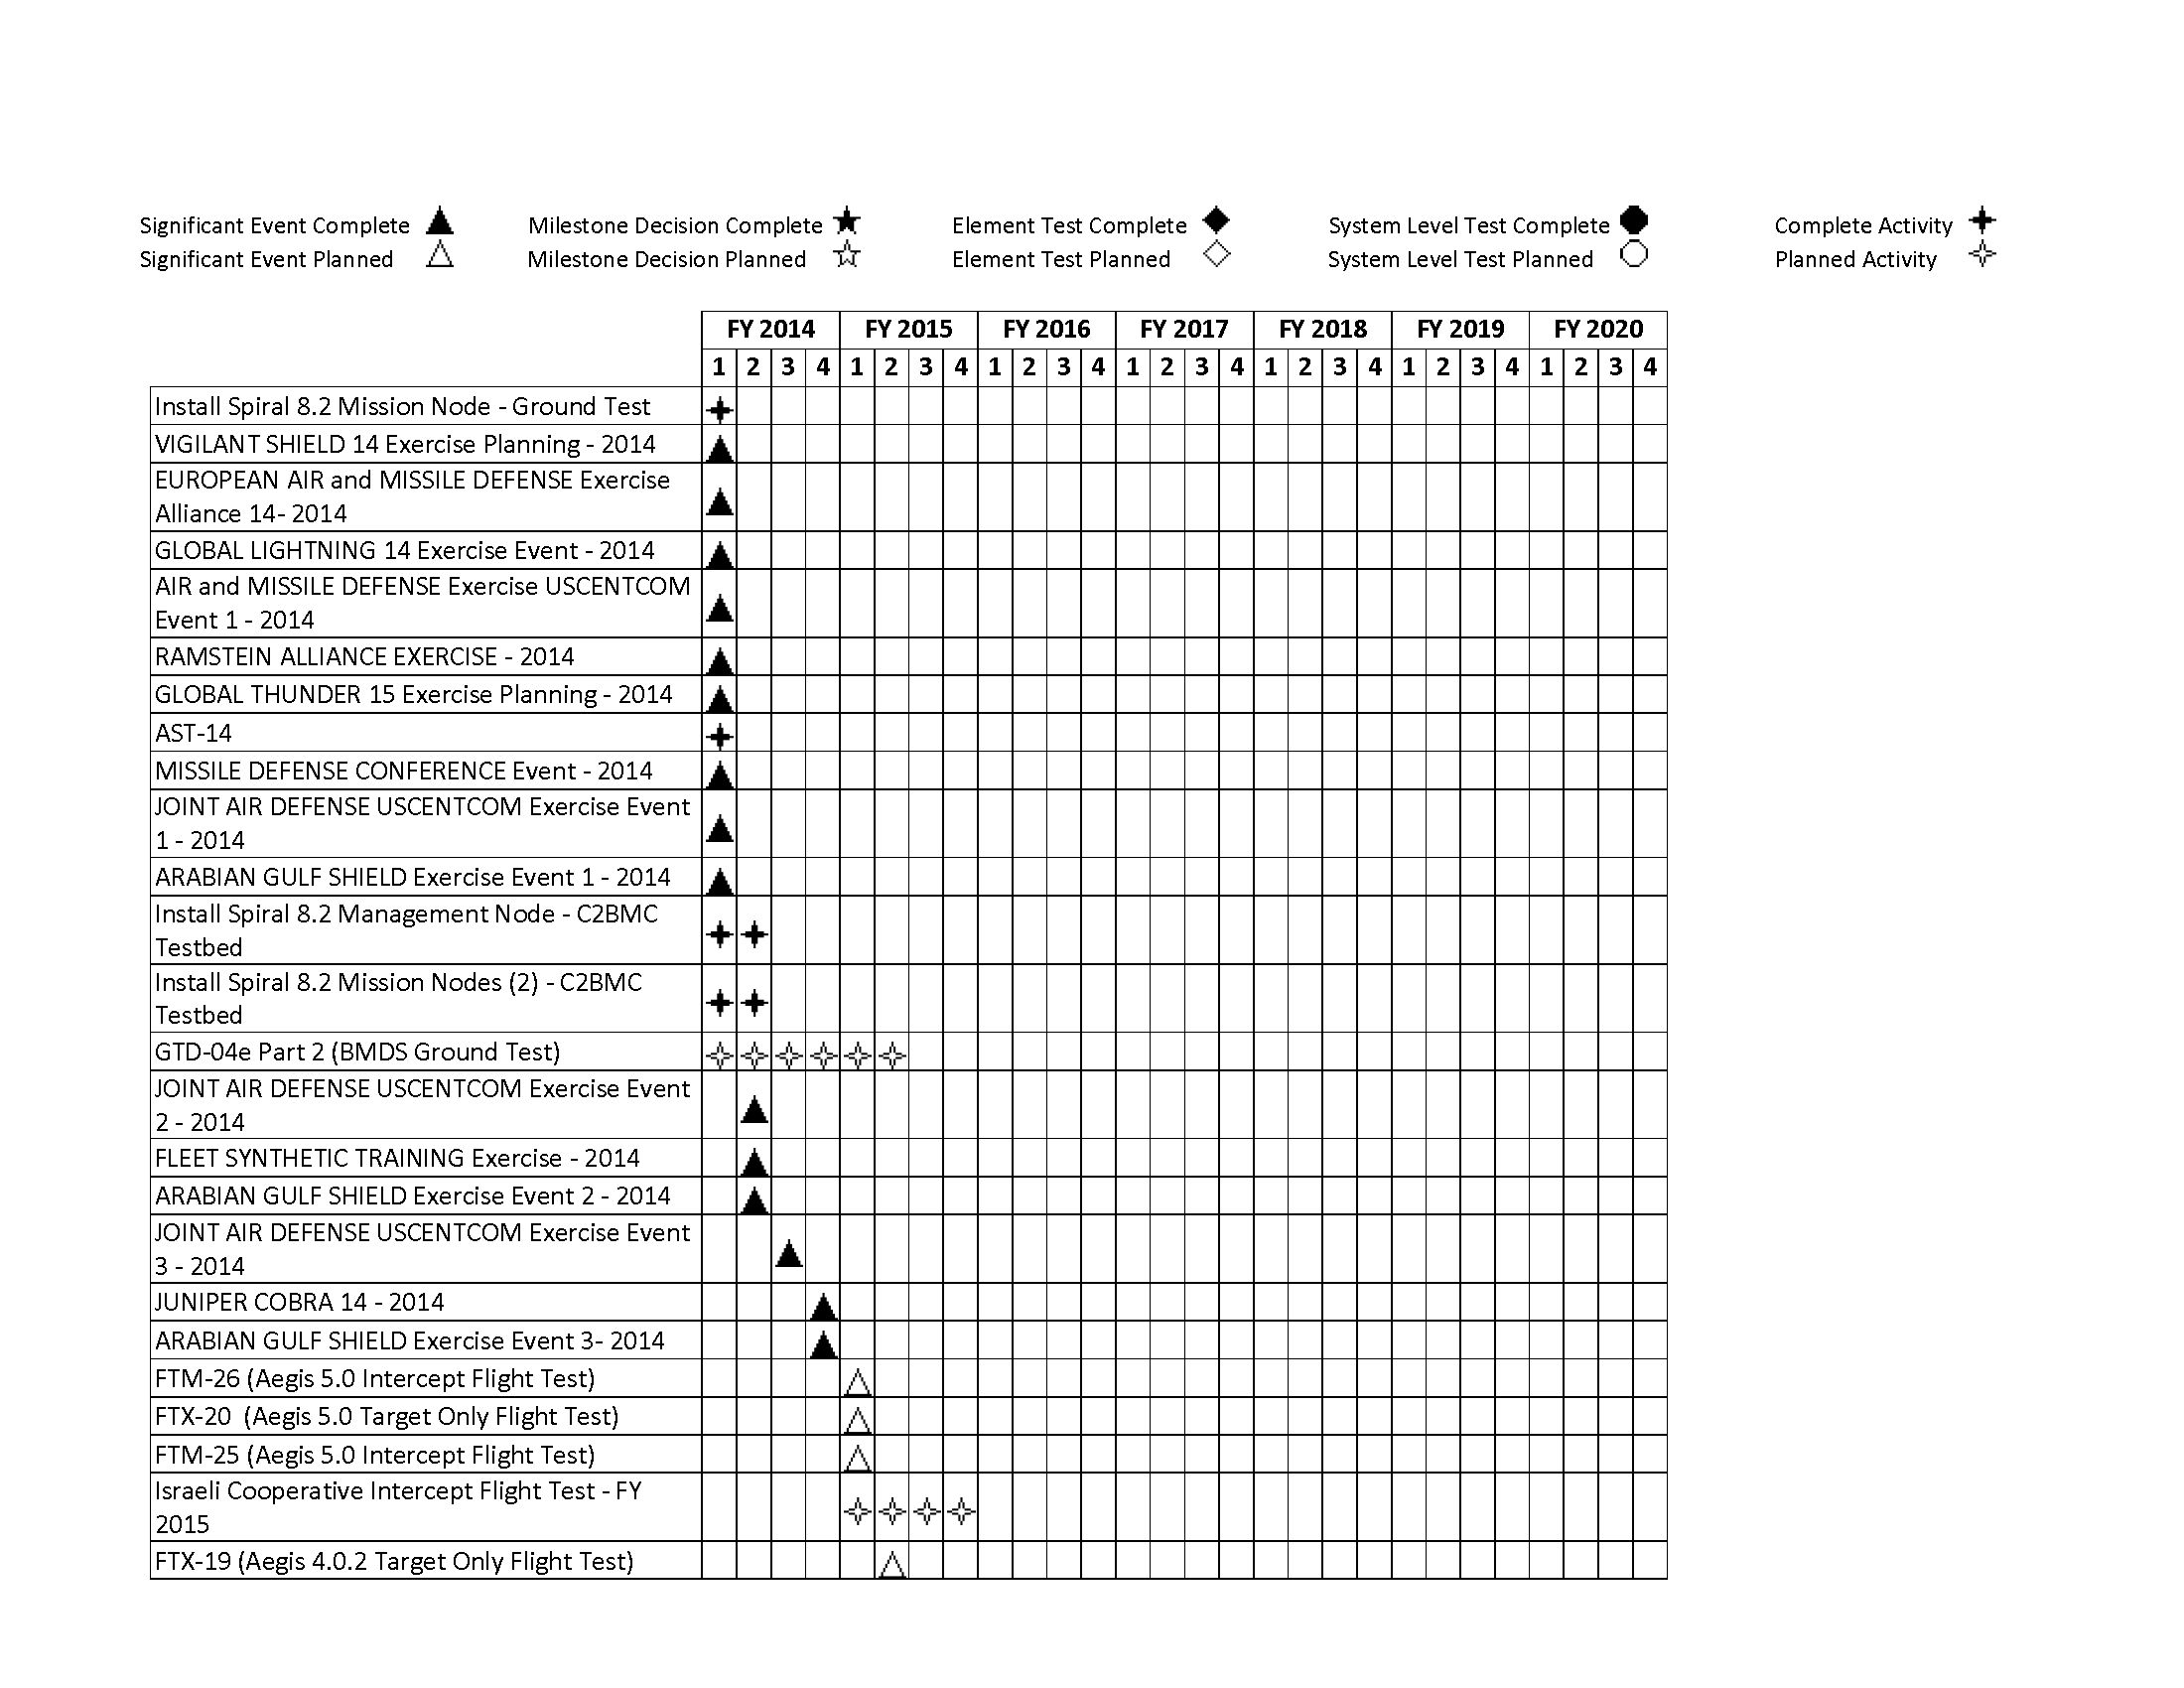 Significant Event Complete Milestone Decision Complete Element Test Complete System Level Test Complete Complete Activity
Significant Event Planned Milestone Decision Planned Element Test Planned System Level Test Planned Planned Activity
FY 2014 FY 2015 FY 2016 FY 2017 FY 2018 FY 2019 FY 2020
1 2 3 4 1 2 3 4 1 2 3 4 1 2 3 4 1 2 3 4 1 2 3 4 1 2 3 4
Install Spiral 8.2 Mission Node - Ground Test
VIGILANT SHIELD 14 Exercise Planning - 2014
EUROPEAN AIR and MISSILE DEFENSE Exercise
Alliance 14- 2014
GLOBAL LIGHTNING 14 Exercise Event - 2014
AIR and MISSILE DEFENSE Exercise USCENTCOM
Event 1 - 2014
RAMSTEIN ALLIANCE EXERCISE - 2014
GLOBAL THUNDER 15 Exercise Planning - 2014
AST-14
MISSILE DEFENSE CONFERENCE Event - 2014
JOINT AIR DEFENSE USCENTCOM Exercise Event
1 - 2014
ARABIAN GULF SHIELD Exercise Event 1 - 2014
Install Spiral 8.2 Management Node - C2BMC
Testbed
Install Spiral 8.2 Mission Nodes (2) - C2BMC
Testbed
GTD-04e Part 2 (BMDS Ground Test)
JOINT AIR DEFENSE USCENTCOM Exercise Event
2 - 2014
FLEET SYNTHETIC TRAINING Exercise - 2014
ARABIAN GULF SHIELD Exercise Event 2 - 2014
JOINT AIR DEFENSE USCENTCOM Exercise Event
3 - 2014
JUNIPER COBRA 14 - 2014
ARABIAN GULF SHIELD Exercise Event 3- 2014
FTM-26 (Aegis 5.0 Intercept Flight Test)
FTX-20 (Aegis 5.0 Target Only Flight Test)
FTM-25 (Aegis 5.0 Intercept Flight Test)
Israeli Cooperative Intercept Flight Test - FY
2015
FTX-19 (Aegis 4.0.2 Target Only Flight Test)